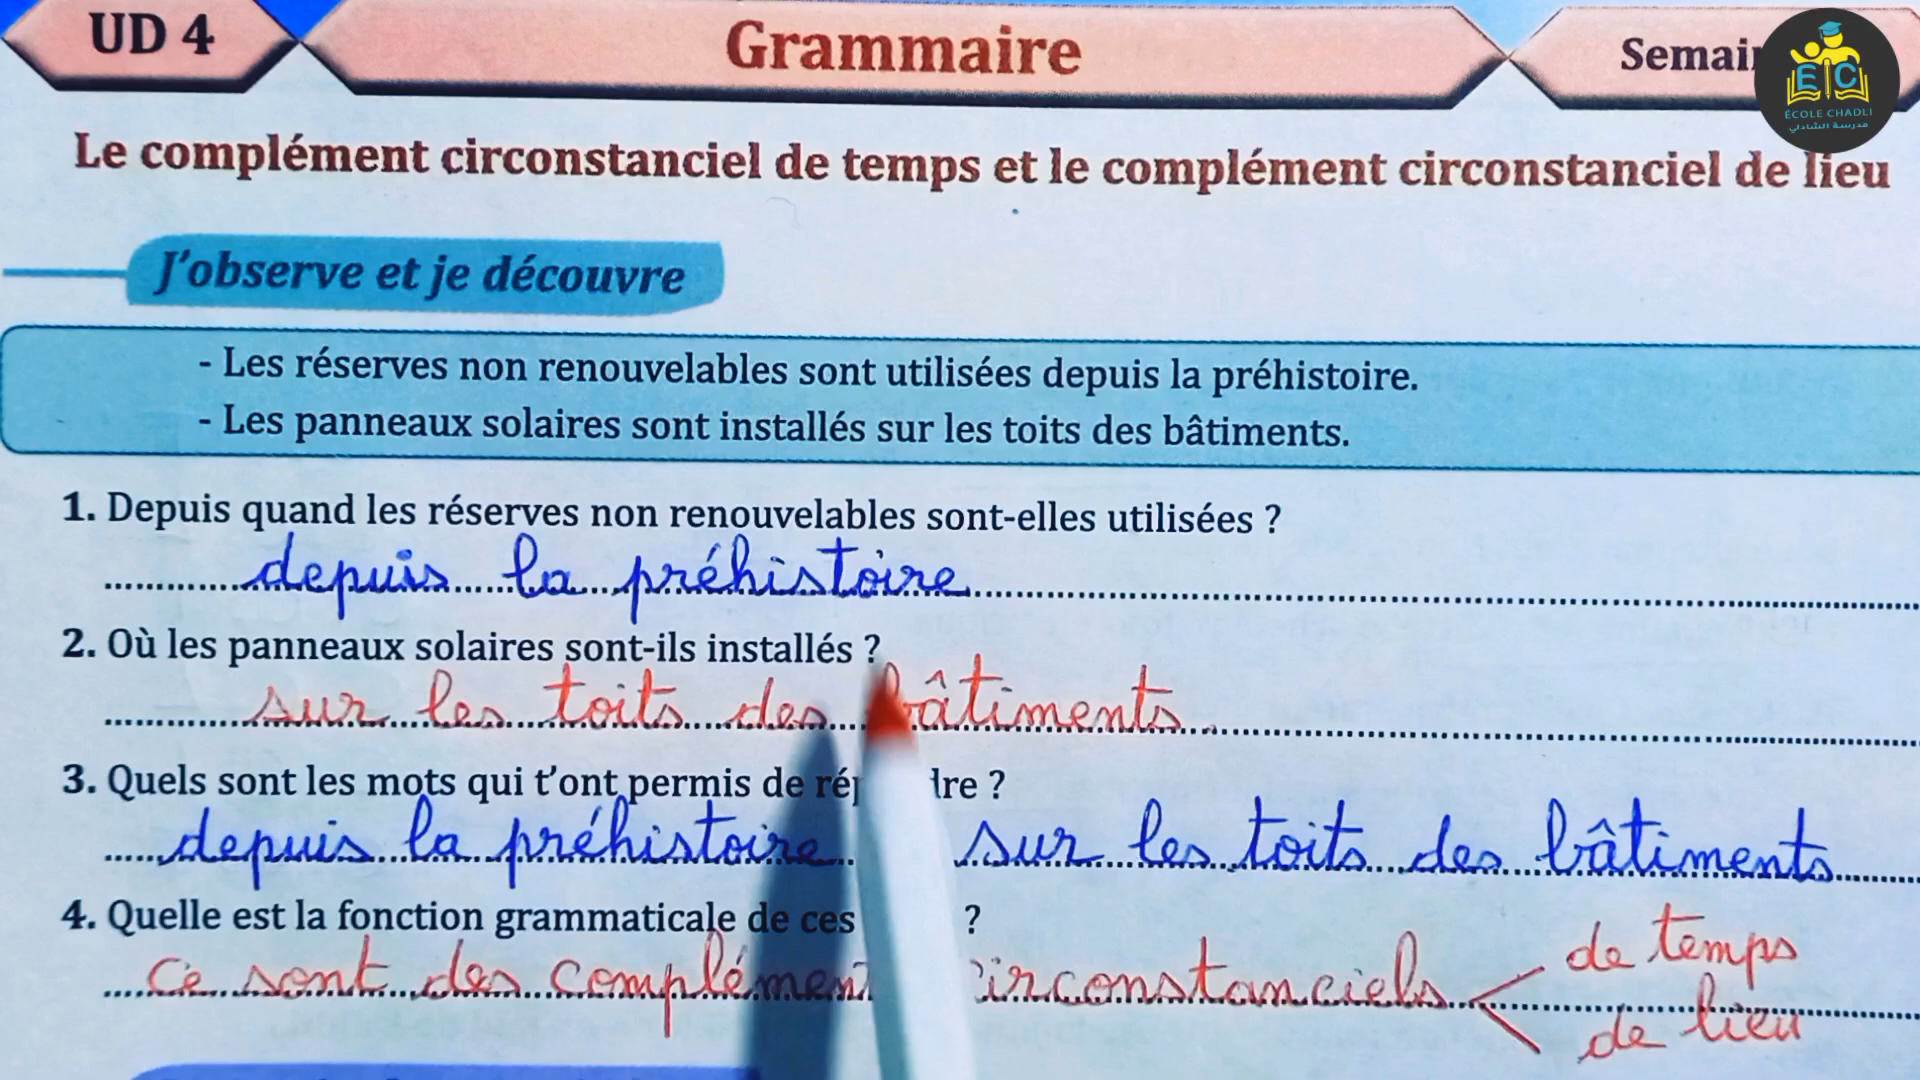 UD 4
Grammaire
Semai
ÉCOLE CHADLI
مدرسة الشادلي
Le complément circonstanciel de temps et le complément circonstanciel de lieu
J'observe et je découvre
- Les réserves non renouvelables sont utilisées depuis la préhistoire.
- Les panneaux solaires sont installés sur les toits des bâtiments.
1. Depuis quand les réserves non renouvelables sont-elles utilisées ?
depuis la préhistoire
2. Où les panneaux solaires sont-ils installés ?
sur les toits des bâtiments.
3. Quels sont les mots qui t'ont permis de ré dre ?
depuis la préhistoire sur les toits des bâtiments
4. Quelle est la fonction grammaticale de ces ?
Ce sont des complément circonstanciels
de temps
de lieu